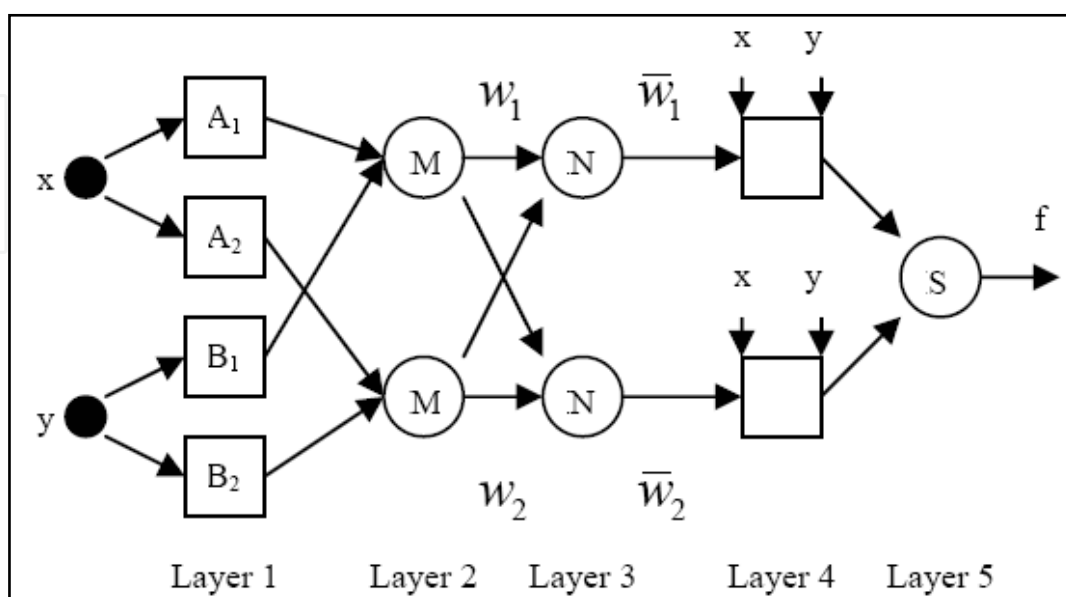 x y
w₁ w̅₁
A₁
M N
x
A₂
f
x y
S
B₁
y
M N
B₂
w₂ w̅₂
Layer 1 Layer 2 Layer 3 Layer 4 Layer 5